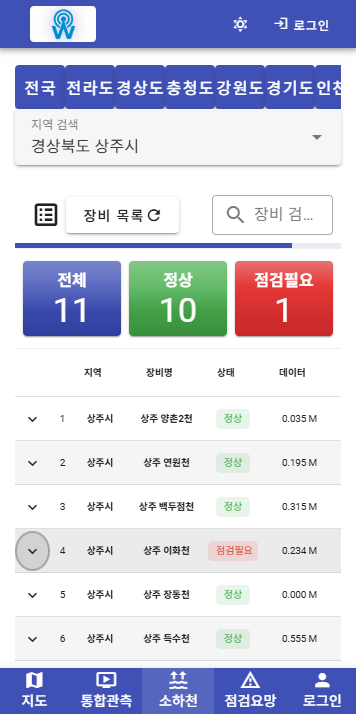 로그인
전국 전라도 경상도 충청도 강원도 경기도 인천
지역 검색
경상북도 상주시
장비 목록
장비 검...
전체 정상 점검필요
11 10 1
지역 장비명 상태 데이터
1 상주시 상주 양촌2천 정상 0.035 M
2 상주시 상주 연원천 정상 0.195 M
3 상주시 상주 백두점천 정상 0.315 M
4 상주시 상주 이화천 점검필요 0.234 M
5 상주시 상주 장동천 정상 0.000 M
6 상주시 상주 득수천 정상 0.555 M
지도 통합관측 소하천 점검요망 로그인